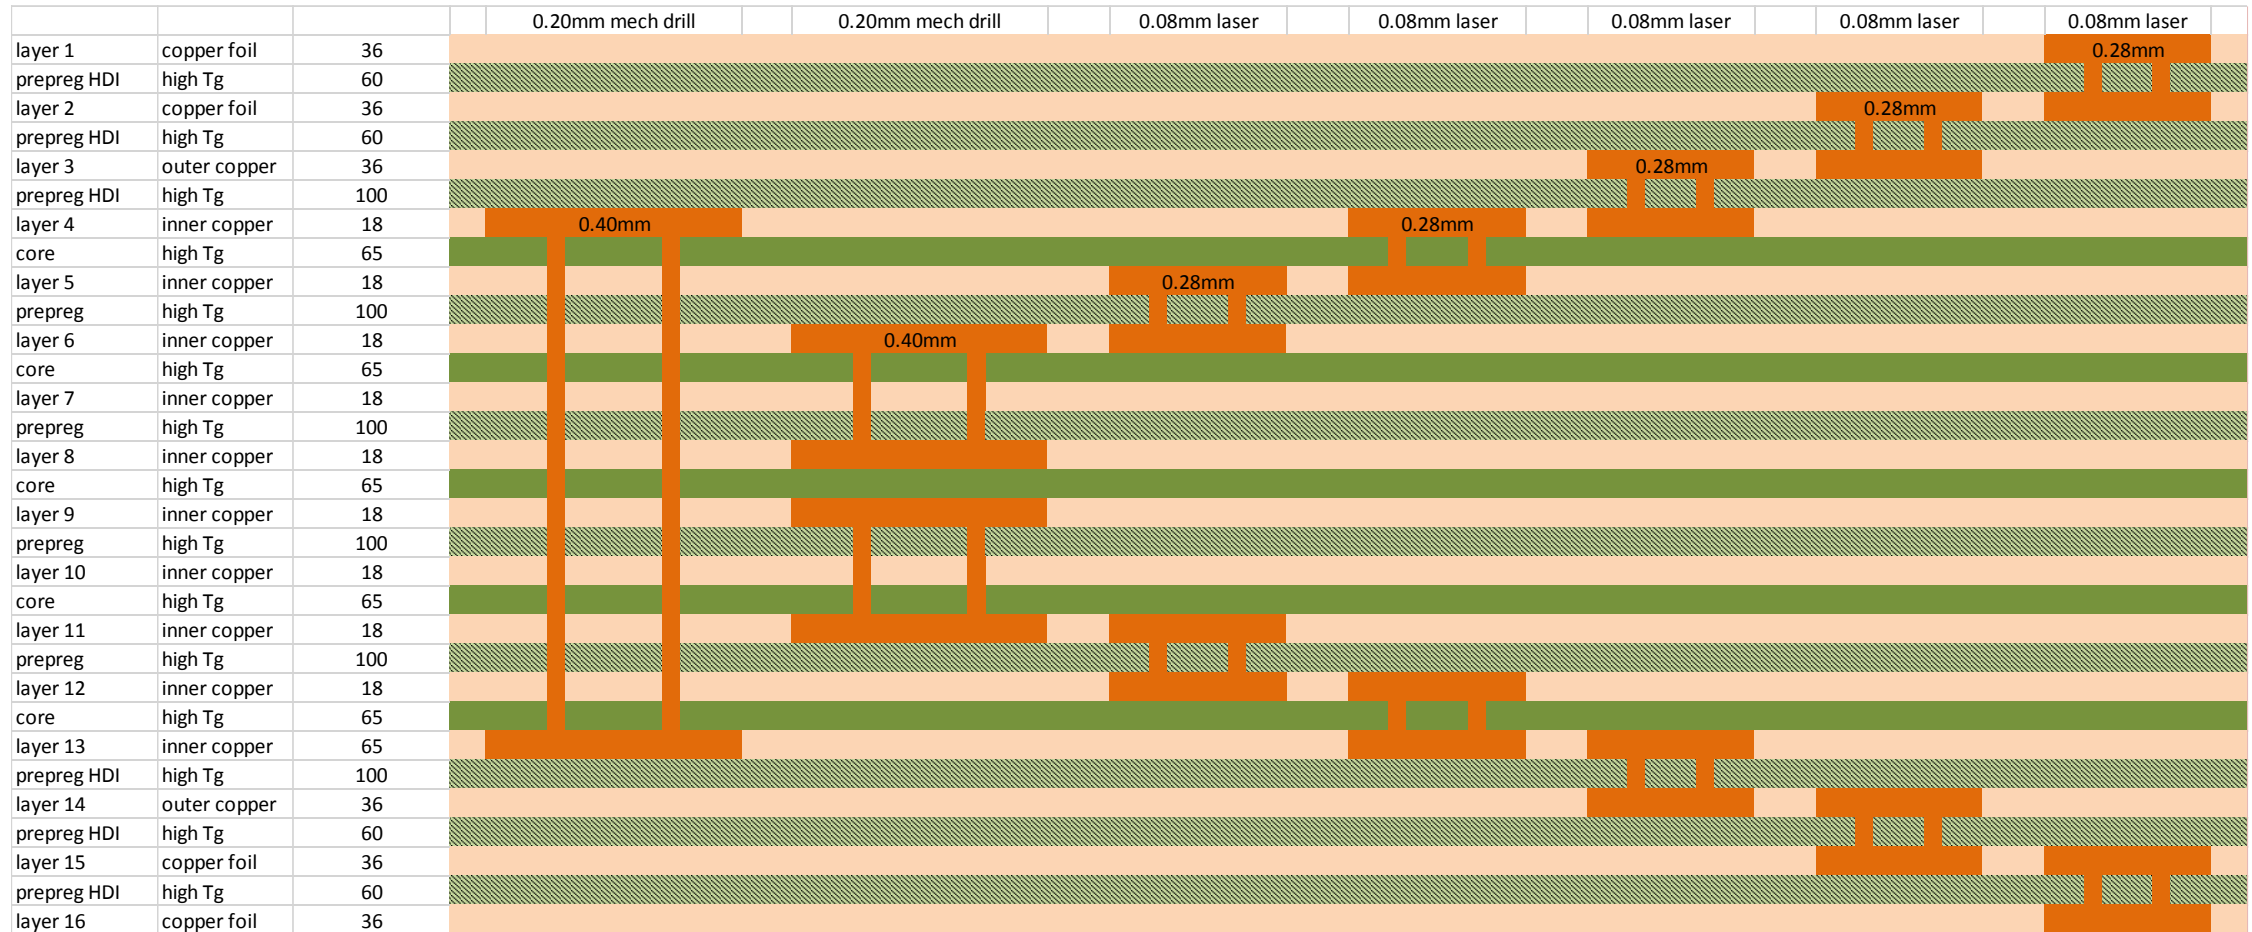 0.20mm mech drill 0.20mm mech drill 0.08mm laser 0.08mm laser 0.08mm laser 0.08mm laser 0.08mm laser
layer 1 copper foil 36 0.28mm
prepreg HDI high Tg 60
layer 2 copper foil 36 0.28mm
prepreg HDI high Tg 60
layer 3 outer copper 36 0.28mm
prepreg HDI high Tg 100
layer 4 inner copper 18 0.40mm 0.28mm
core high Tg 65
layer 5 inner copper 18 0.28mm
prepreg high Tg 100
layer 6 inner copper 18 0.40mm
core high Tg 65
layer 7 inner copper 18
prepreg high Tg 100
layer 8 inner copper 18
core high Tg 65
layer 9 inner copper 18
prepreg high Tg 100
layer 10 inner copper 18
core high Tg 65
layer 11 inner copper 18
prepreg high Tg 100
layer 12 inner copper 18
core high Tg 65
layer 13 inner copper 65
prepreg HDI high Tg 100
layer 14 outer copper 36
prepreg HDI high Tg 60
layer 15 copper foil 36
prepreg HDI high Tg 60
layer 16 copper foil 36